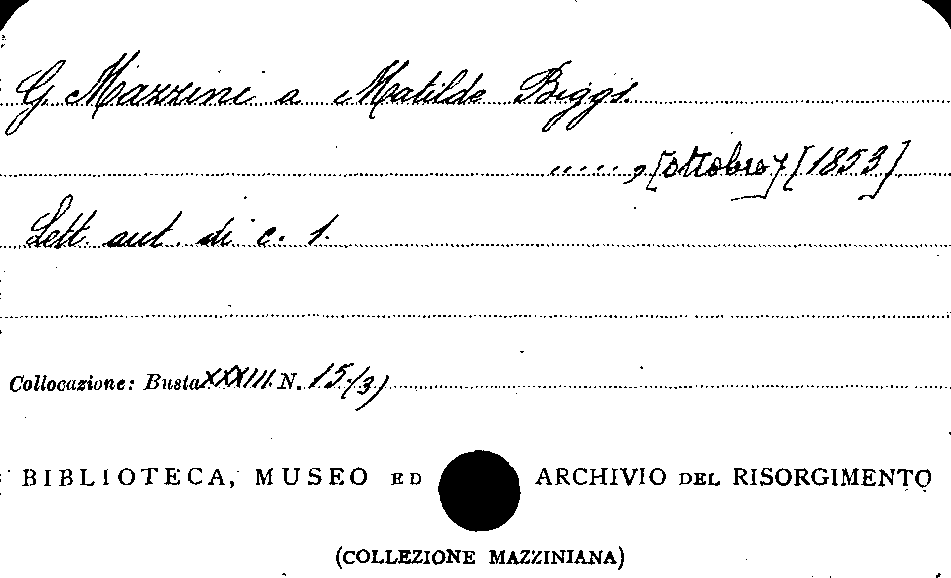 G. Mazzini a Matilde Biggs.
....., [ottobre] [1853].
Lett. aut. di c. 1.
Collocazione: Busta XXXIII. N. 15/3)
BIBLIOTECA, MUSEO ED ARCHIVIO DEL RISORGIMENTO
(COLLEZIONE MAZZINIANA)